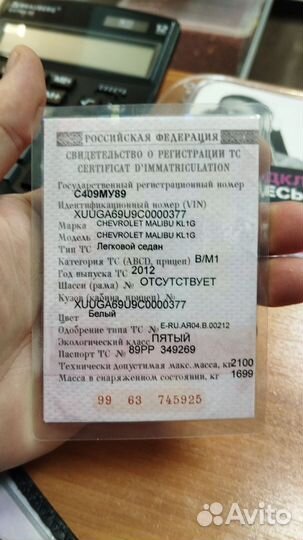 РОССИЙСКАЯ ФЕДЕРАЦИЯ
СВИДЕТЕЛЬСТВО О РЕГИСТРАЦИИ ТС
CERTIFICAT D'IMMATRICULATION
Государственный регистрационный номер
С409МУ89
Идентификационный номер (VIN)
XUUGA69U9C0000377
Марка CHEVROLET MALIBU KL1G
Модель CHEVROLET MALIBU KL1G
Тип ТС Легковой седан
Категория ТС (ABCD, прицеп) B/M1
Год выпуска ТС 2012
Шасси (рама) № ОТСУТСТВУЕТ
Кузов (кабина, прицеп) №
XUUGA69U9C0000377
Цвет Белый
Одобрение типа ТС № E-RU.AR04.B.00212
Экологический класс ПЯТЫЙ
Паспорт ТС № 89РР 349269
Технически допустимая макс. масса, кг 2100
Масса в снаряженном состоянии, кг 1699
99 63 745925
Avito